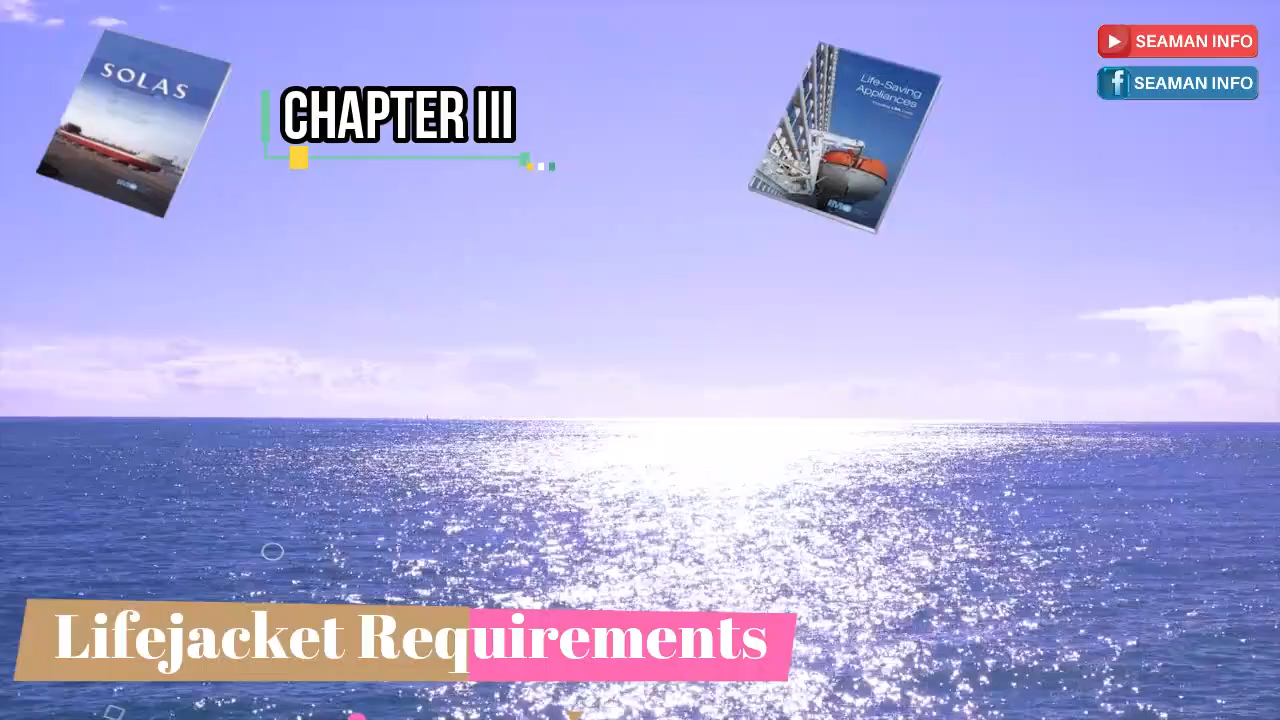 SOLAS
CHAPTER III
Life-Saving
Appliances
SEAMAN INFO
SEAMAN INFO
Lifejacket Requirements